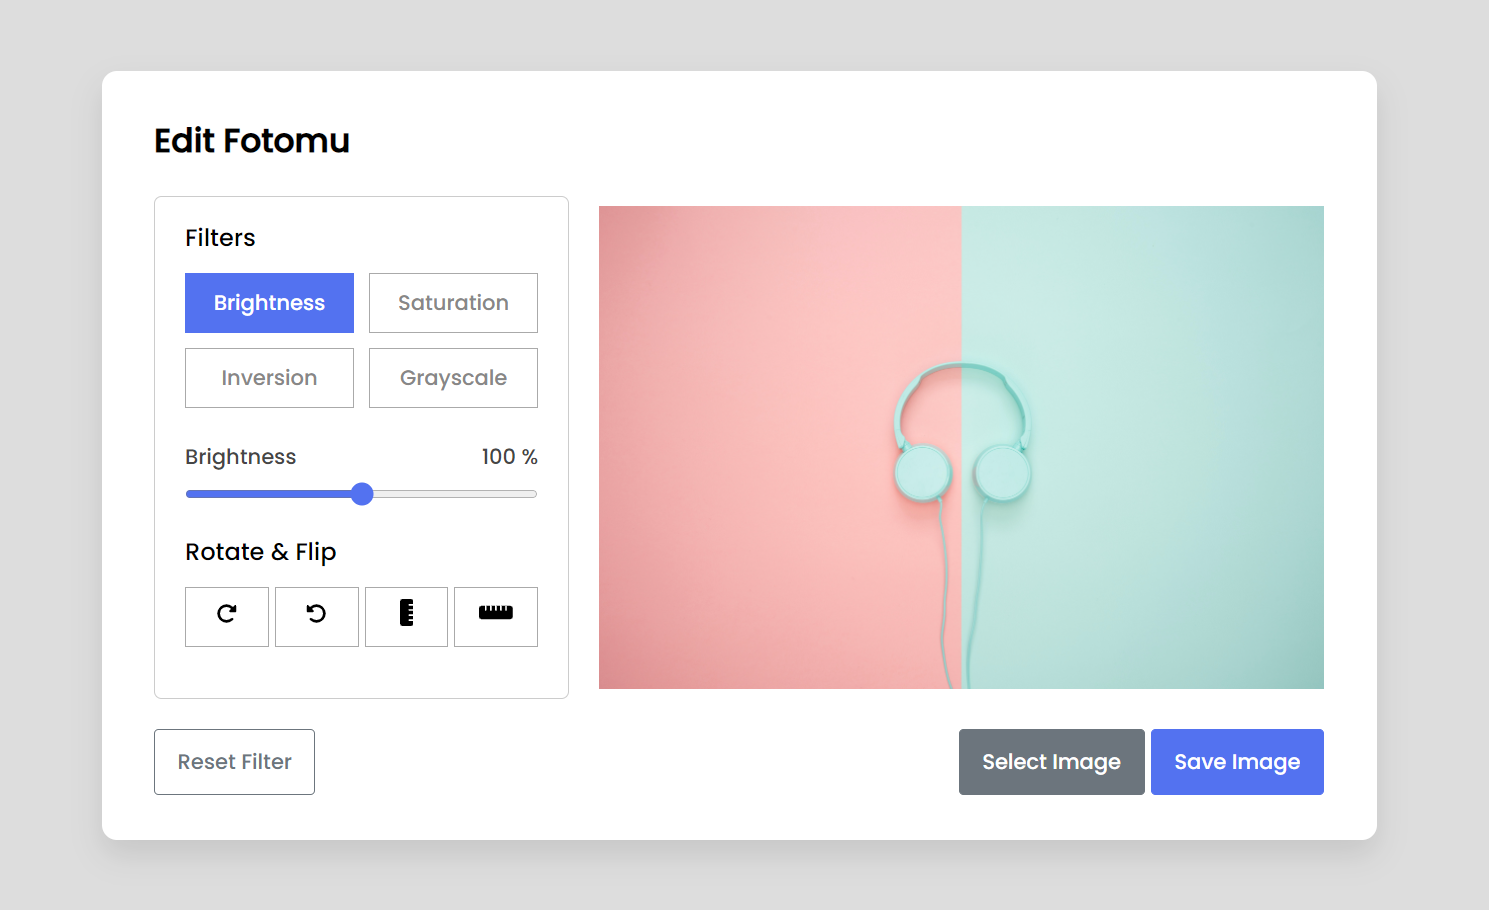 Edit Fotomu
Filters
Brightness
Saturation
Inversion
Grayscale
Brightness
100 %
Rotate & Flip
Reset Filter
Select Image
Save Image